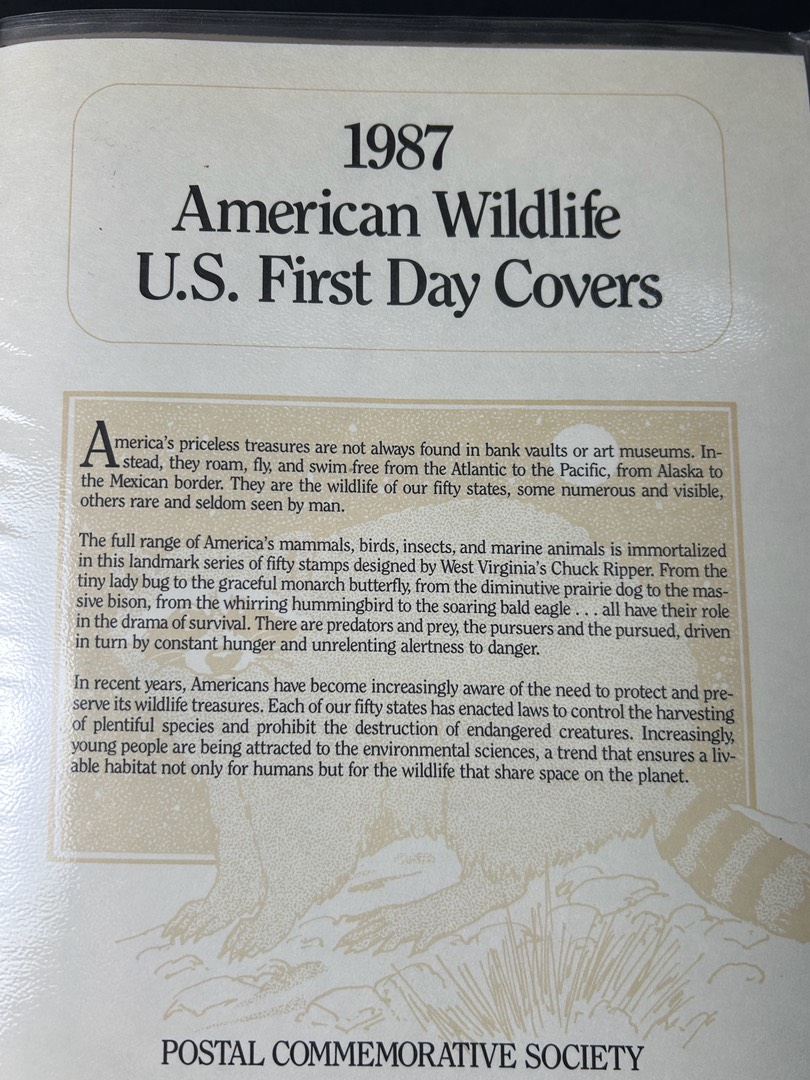 1987
American Wildlife
U.S. First Day Covers
America's priceless treasures are not always found in bank vaults or art museums. In-
stead, they roam, fly, and swim free from the Atlantic to the Pacific, from Alaska to
the Mexican border. They are the wildlife of our fifty states, some numerous and visible,
others rare and seldom seen by man.
The full range of America's mammals, birds, insects, and marine animals is immortalized
in this landmark series of fifty stamps designed by West Virginia's Chuck Ripper. From the
tiny lady bug to the graceful monarch butterfly, from the diminutive prairie dog to the mas-
sive bison, from the whirring hummingbird to the soaring bald eagle . . . all have their role
in the drama of survival. There are predators and prey, the pursuers and the pursued, driven
in turn by constant hunger and unrelenting alertness to danger.
In recent years, Americans have become increasingly aware of the need to protect and pre-
serve its wildlife treasures. Each of our fifty states has enacted laws to control the harvesting
of plentiful species and prohibit the destruction of endangered creatures. Increasingly,
young people are being attracted to the environmental sciences, a trend that ensures a liv-
able habitat not only for humans but for the wildlife that share space on the planet.
POSTAL COMMEMORATIVE SOCIETY